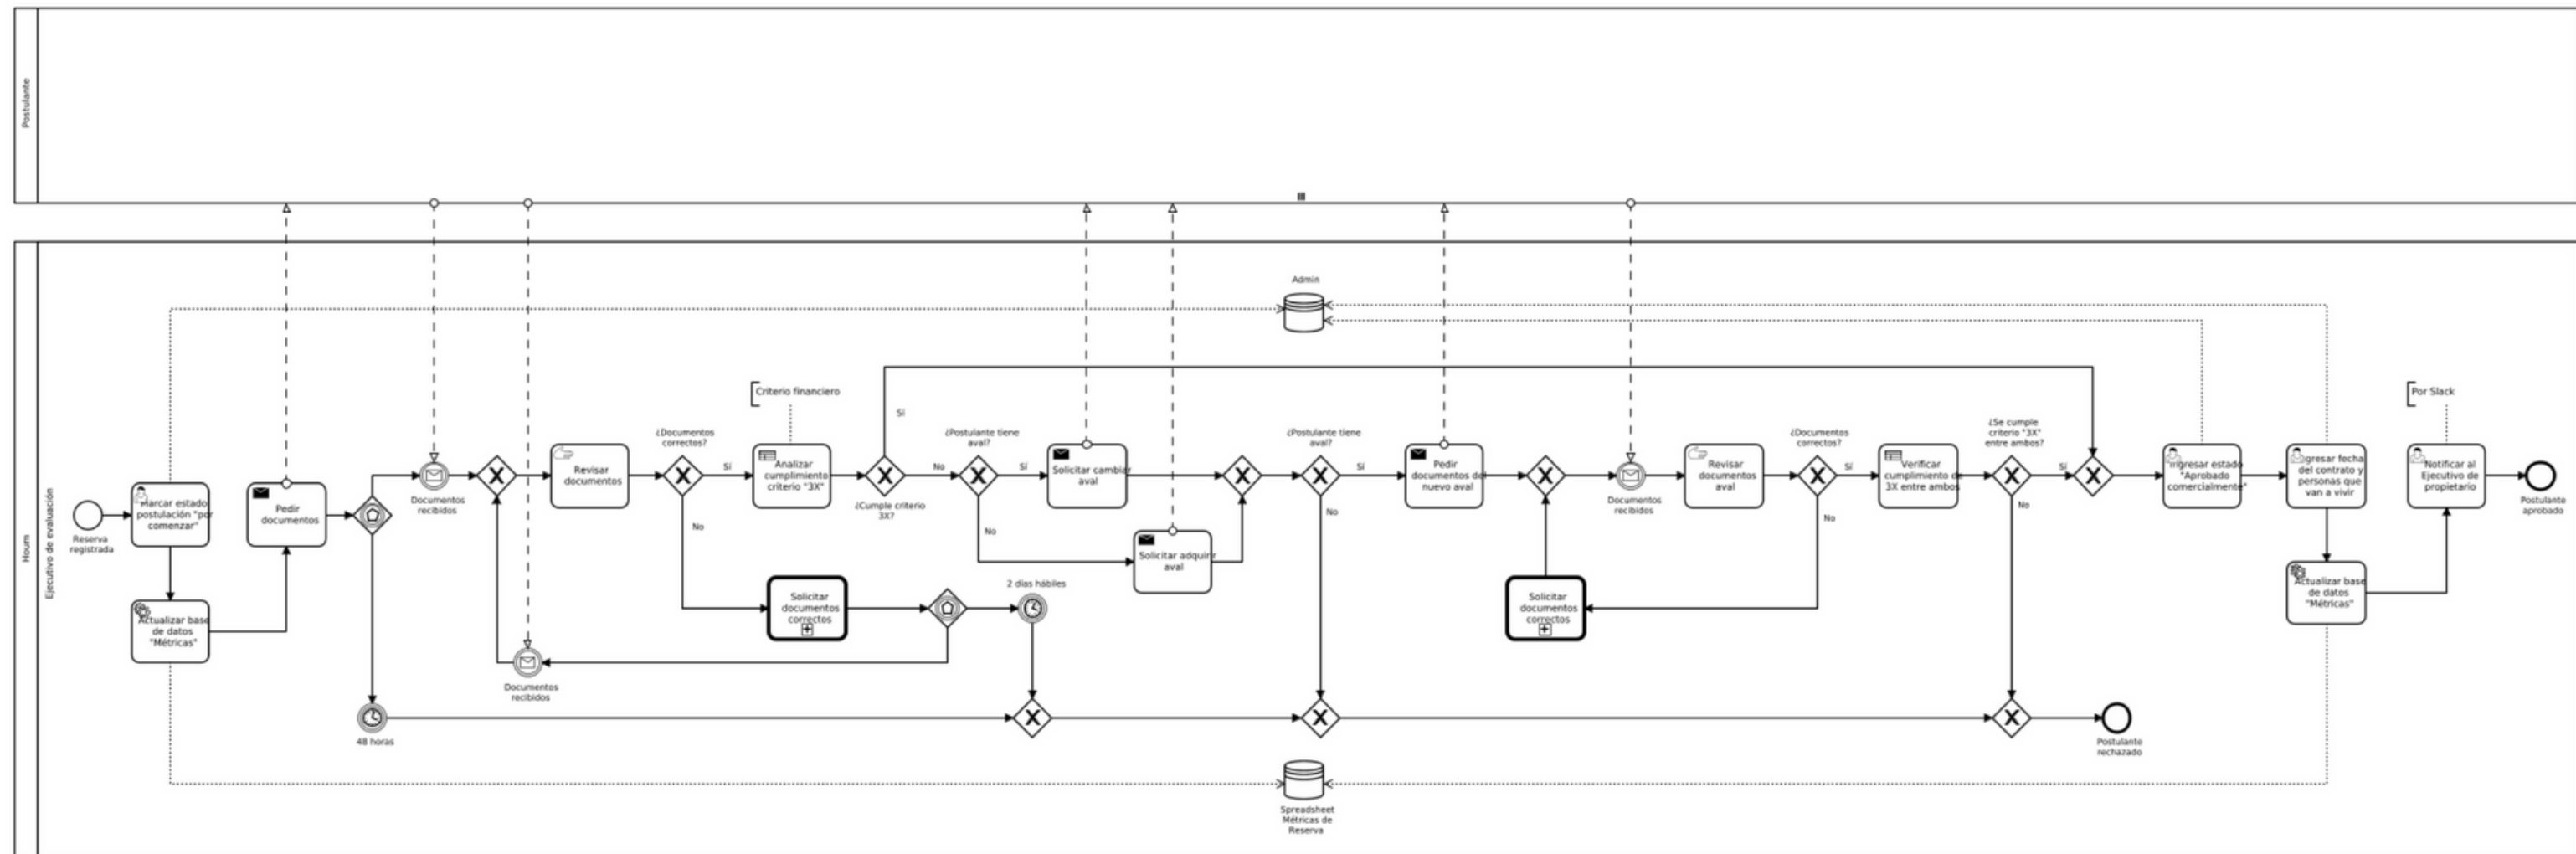 Postulante
Houm
Ejecutivo de evaluación
Admin
Criterio financiero
Por Slack
Reserva
registrada
Marcar estado
postulación "por
comenzar"
Actualizar base
de datos
"Métricas"
Pedir
documentos
Documentos
recibidos
48 horas
Documentos
recibidos
Revisar
documentos
¿Documentos
correctos?
Sí
No
Analizar
cumplimiento
criterio "3X"
Solicitar
documentos
correctos
2 días hábiles
Sí
No
¿Cumple criterio
3X?
¿Postulante tiene
aval?
Sí
No
Solicitar cambiar
aval
Solicitar adquirir
aval
¿Postulante tiene
aval?
Sí
No
Pedir
documentos del
nuevo aval
Solicitar
documentos
correctos
Documentos
recibidos
Revisar
documentos
aval
¿Documentos
correctos?
Sí
No
Verificar
cumplimiento de
3X entre ambos
¿Se cumple
criterio "3X"
entre ambos?
Sí
No
Postulante
rechazado
Ingresar estado
"Aprobado
comercialmente"
Ingresar fecha
del contrato y
personas que
van a vivir
Actualizar base
de datos
"Métricas"
Notificar al
Ejecutivo de
propietario
Postulante
aprobado
Spreadsheet
Métricas de
Reserva